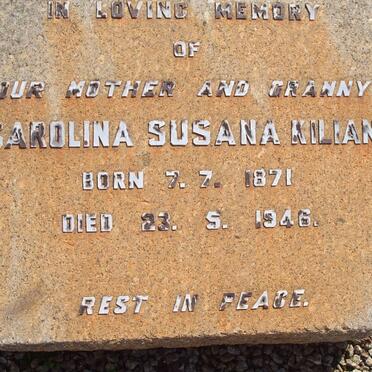 IN LOVING MEMORY
OF
OUR MOTHER AND GRANNY
CAROLINA SUSANA KILIAN
BORN 7. 7. 1871
DIED 23. 5. 1946.
REST IN PEACE.